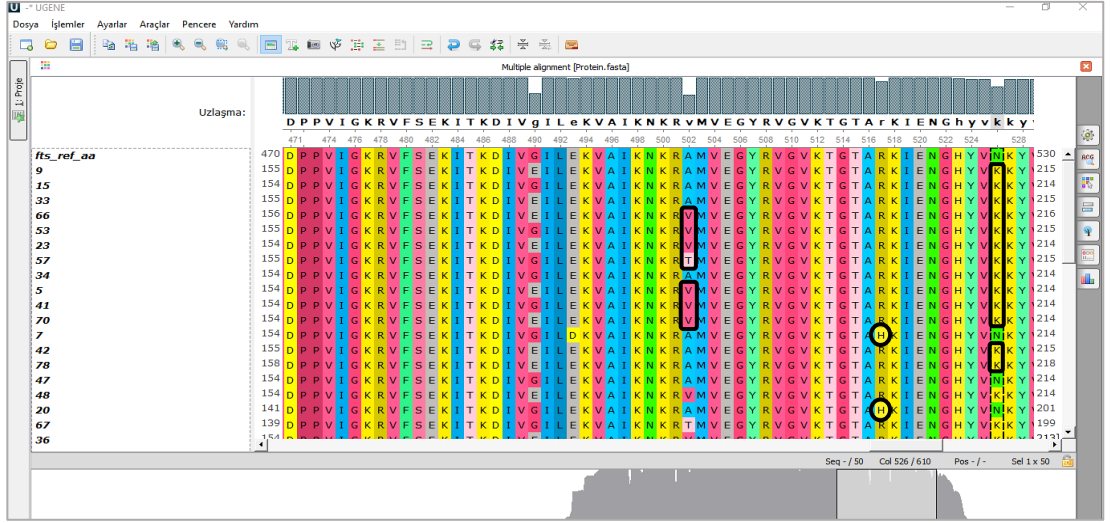 U -* UGENE
Dosya İşlemler Ayarlar Araçlar Pencere Yardım
1: Proje
Multiple alignment [Protein.fasta]
Uzlaşma:
D P P V I G K R V F S E K I T K D I V g I L e K V A I K N K R v M V E G Y R V G V K T G T A r K I E N G h y v k k y
471 474 476 478 480 482 484 486 488 490 492 494 496 498 500 502 504 506 508 510 512 514 516 518 520 522 524 528
fts_ref_aa 470 D P P V I G K R V F S E K I T K D I V G I L E K V A I K N K R A M V E G Y R V G V K T G T A R K I E N G H Y V N K Y 530
9 155 D P P V I G K R V F S E K I T K D I V E I L E K V A I K N K R A M V E G Y R V G V K T G T A R K I E N G H Y V K K Y 215
15 154 D P P V I G K R V F S E K I T K D I V G I L E K V A I K N K R A M V E G Y R V G V K T G T A R K I E N G H Y V K K Y 214
33 155 D P P V I G K R V F S E K I T K D I V E I L E K V A I K N K R A M V E G Y R V G V K T G T A R K I E N G H Y V K K Y 215
66 156 D P P V I G K R V F S E K I T K D I V E I L E K V A I K N K R V M V E G Y R V G V K T G T A R K I E N G H Y V K K Y 216
53 155 D P P V I G K R V F S E K I T K D I V G I L E K V A I K N K R V M V E G Y R V G V K T G T A R K I E N G H Y V K K Y 215
23 154 D P P V I G K R V F S E K I T K D I V E I L E K V A I K N K R V M V E G Y R V G V K T G T A R K I E N G H Y V K K Y 214
57 155 D P P V I G K R V F S E K I T K D I V G I L E K V A I K N K R T M V E G Y R V G V K T G T A R K I E N G H Y V K K Y 215
34 154 D P P V I G K R V F S E K I T K D I V G I L E K V A I K N K R A M V E G Y R V G V K T G T A R K I E N G H Y V K K Y 214
5 154 D P P V I G K R V F S E K I T K D I V E I L E K V A I K N K R V M V E G Y R V G V K T G T A R K I E N G H Y V K K Y 214
41 154 D P P V I G K R V F S E K I T K D I V G I L E K V A I K N K R V M V E G Y R V G V K T G T A R K I E N G H Y V K K Y 214
70 154 D P P V I G K R V F S E K I T K D I V E I L E K V A I K N K R V M V E G Y R V G V K T G T A R K I E N G H Y V K K Y 214
7 154 D P P V I G K R V F S E K I T K D I V G I L D K V A I K N K R A M V E G Y R V G V K T G T A H K I E N G H Y V N K Y 214
42 155 D P P V I G K R V F S E K I T K D I V E I L E K V A I K N K R A M V E G Y R V G V K T G T A R K I E N G H Y V K K Y 215
78 158 D P P V I G K R V F S E K I T K D I V E I L E K V A I K N K R A M V E G Y R V G V K T G T A R K I E N G H Y V K K Y 218
47 154 D P P V I G K R V F S E K I T K D I V G I L E K V A I K N K R A M V E G Y R V G V K T G T A R K I E N G H Y V N K Y 214
48 154 D P P V I G K R V F S E K I T K D I V E I L E K V A I K N K R V M V E G Y R V G V K T G T A R K I E N G H Y V K K Y 214
20 141 D P P V I G K R V F S E K I T K D I V G I L E K V A I K N K R A M V E G Y R V G V K T G T A H K I E N G H Y V N K Y 201
67 139 D P P V I G K R V F S E K I T K D I V E I L E K V A I K N K R T M V E G Y R V G V K T G T A R K I E N G H Y V K K Y 199
36 154 213
Seq - / 50 Col 526 / 610 Pos - / - Sel 1 x 50